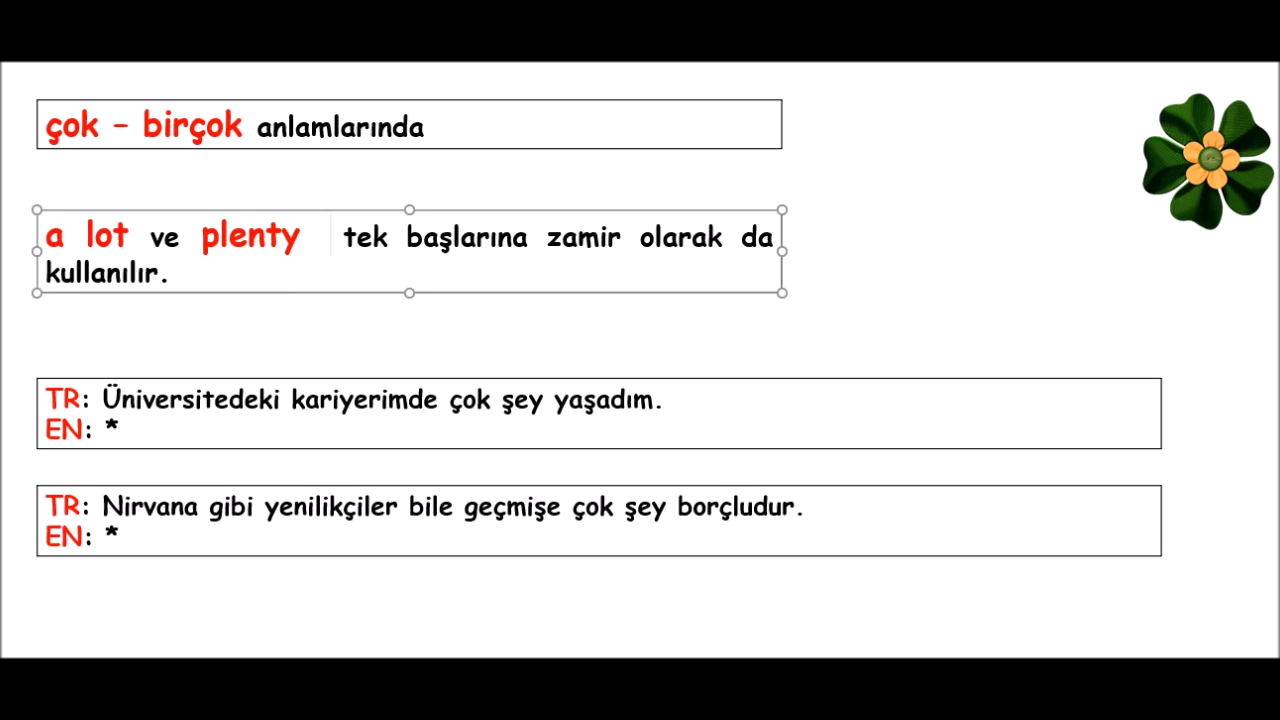 çok – birçok anlamlarında
a lot ve plenty tek başlarına zamir olarak da
kullanılır.
TR: Üniversitedeki kariyerimde çok şey yaşadım.
EN: *
TR: Nirvana gibi yenilikçiler bile geçmişe çok şey borçludur.
EN: *